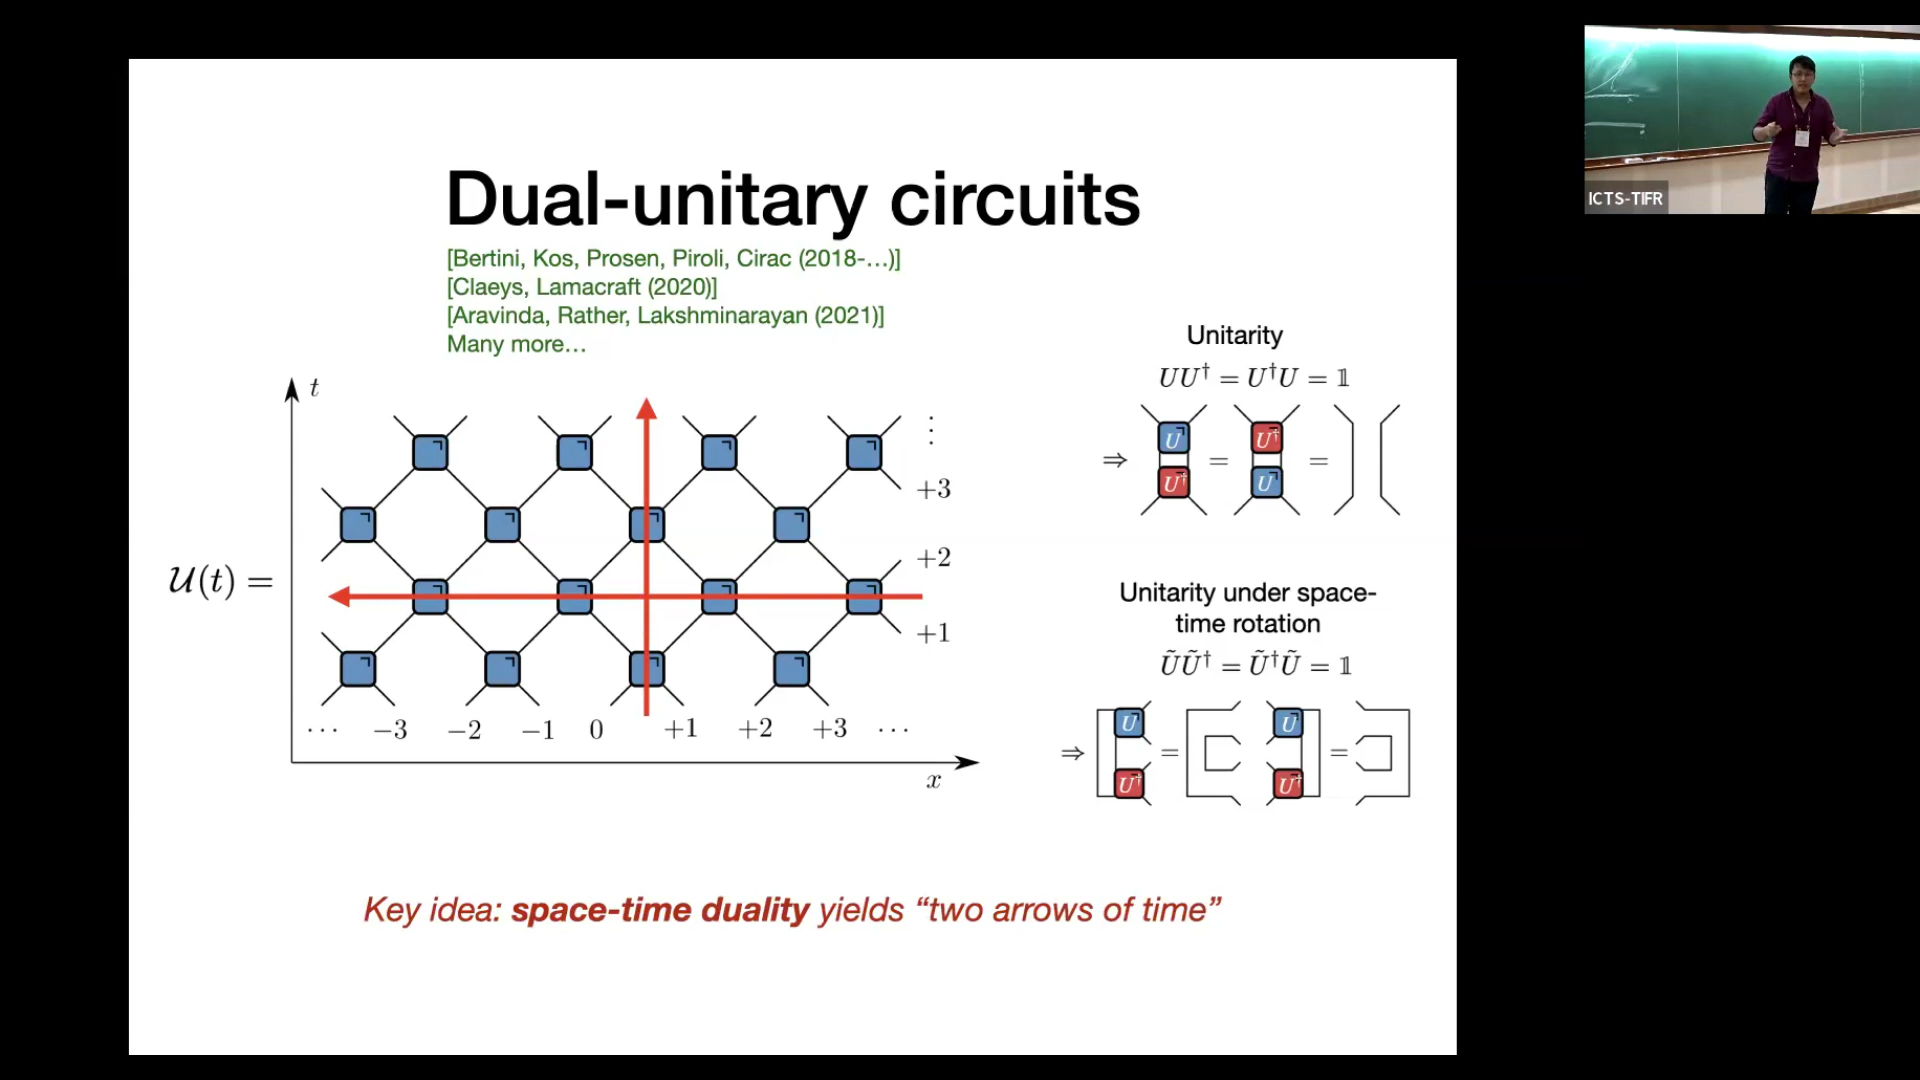 Dual-unitary circuits
[Bertini, Kos, Prosen, Piroli, Cirac (2018-…)]
[Claeys, Lamacraft (2020)]
[Aravinda, Rather, Lakshminarayan (2021)]
Many more…
t
⋮
+3
+2
+1
𝒰(t) =
⋯ −3 −2 −1 0 +1 +2 +3 ⋯
x
Unitarity
UU† = U†U = 𝟙
⇒ U U† = U† U =
Unitarity under space-
time rotation
ŨŨ† = Ũ†Ũ = 𝟙
⇒ U U† = U U† =
Key idea: space-time duality yields “two arrows of time”
ICTS-TIFR